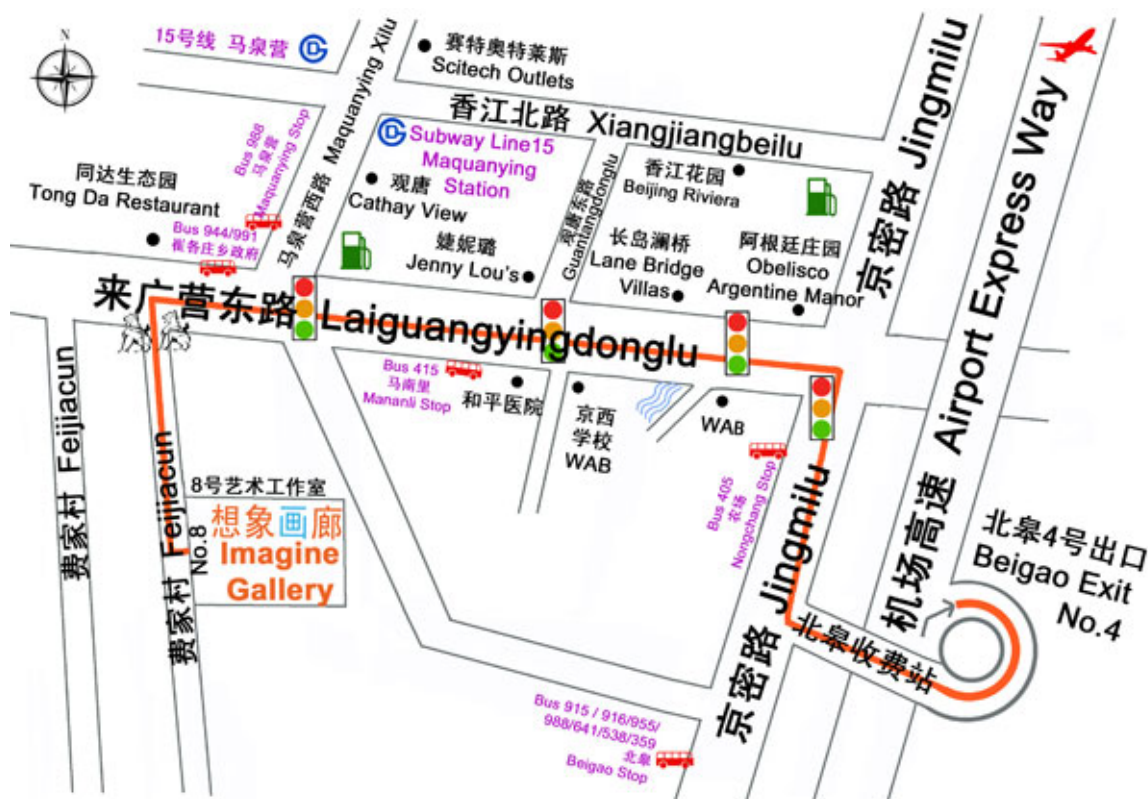 N
15号线 马泉营
赛特奥特莱斯
Scitech Outlets
马泉营西路 Maquanying Xilu
香江北路 Xiangjiangbeilu
京密路 Jingmilu
机场高速 Airport Express Way
Subway Line15
Maquanying
Station
Bus 988
马泉营
Maquanying Stop
同达生态园
Tong Da Restaurant
Bus 944/991
崔各庄乡政府
观唐
Cathay View
婕妮璐
Jenny Lou's
观唐东路
Guantangdonglu
香江花园
Beijing Riviera
长岛澜桥
Lane Bridge
Villas
阿根廷庄园
Obelisco
Argentine Manor
来广营东路 Laiguangyingdonglu
Bus 415
马南里
Mananli Stop
和平医院
京西
学校
WAB
WAB
Bus 405
农场
Nongchang Stop
费家村 Feijiacun
费家村 Feijiacun
8号艺术工作室
No.8
想象画廊
Imagine
Gallery
京密路 Jingmilu
北皋4号出口
Beigao Exit
No.4
北皋收费站
Bus 915 / 916/955/
988/641/538/359
北皋
Beigao Stop